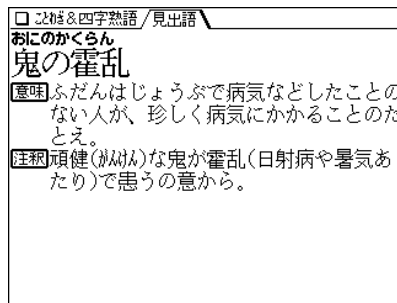 ことわざ&四字熟語/見出語
おにのかくらん
鬼の霍乱
意味ふだんはじょうぶで病気などしたことの
ない人が、珍しく病気にかかることのた
とえ。
注釈頑健(がんけん)な鬼が霍乱(日射病や暑気あ
たり)で患うの意から。